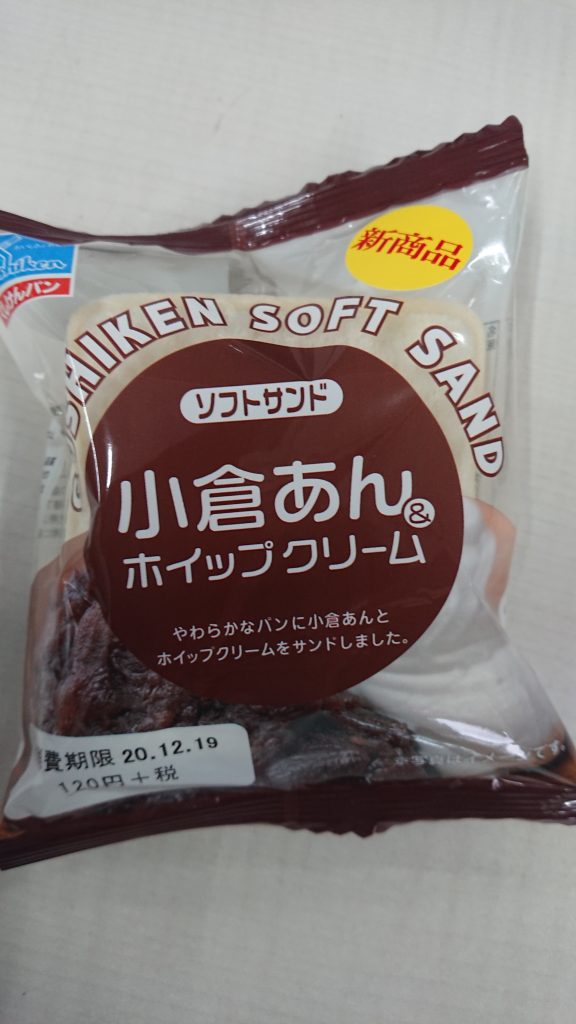 新商品
SAIKEN SOFT SAND
ソフトサンド
小倉あん&
ホイップクリーム
やわらかなパンに小倉あんと
ホイップクリームをサンドしました。
費期限 20.12.19
120円+税